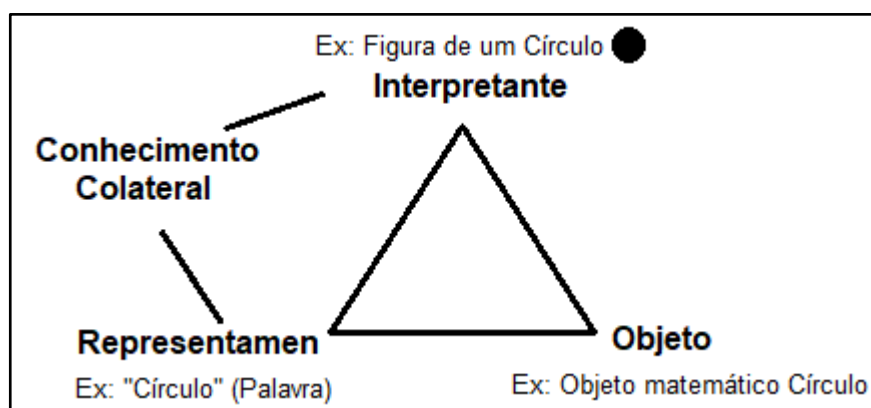 Ex: Figura de um Círculo
Interpretante
Conhecimento
Colateral
Representamen
Ex: "Círculo" (Palavra)
Objeto
Ex: Objeto matemático Círculo